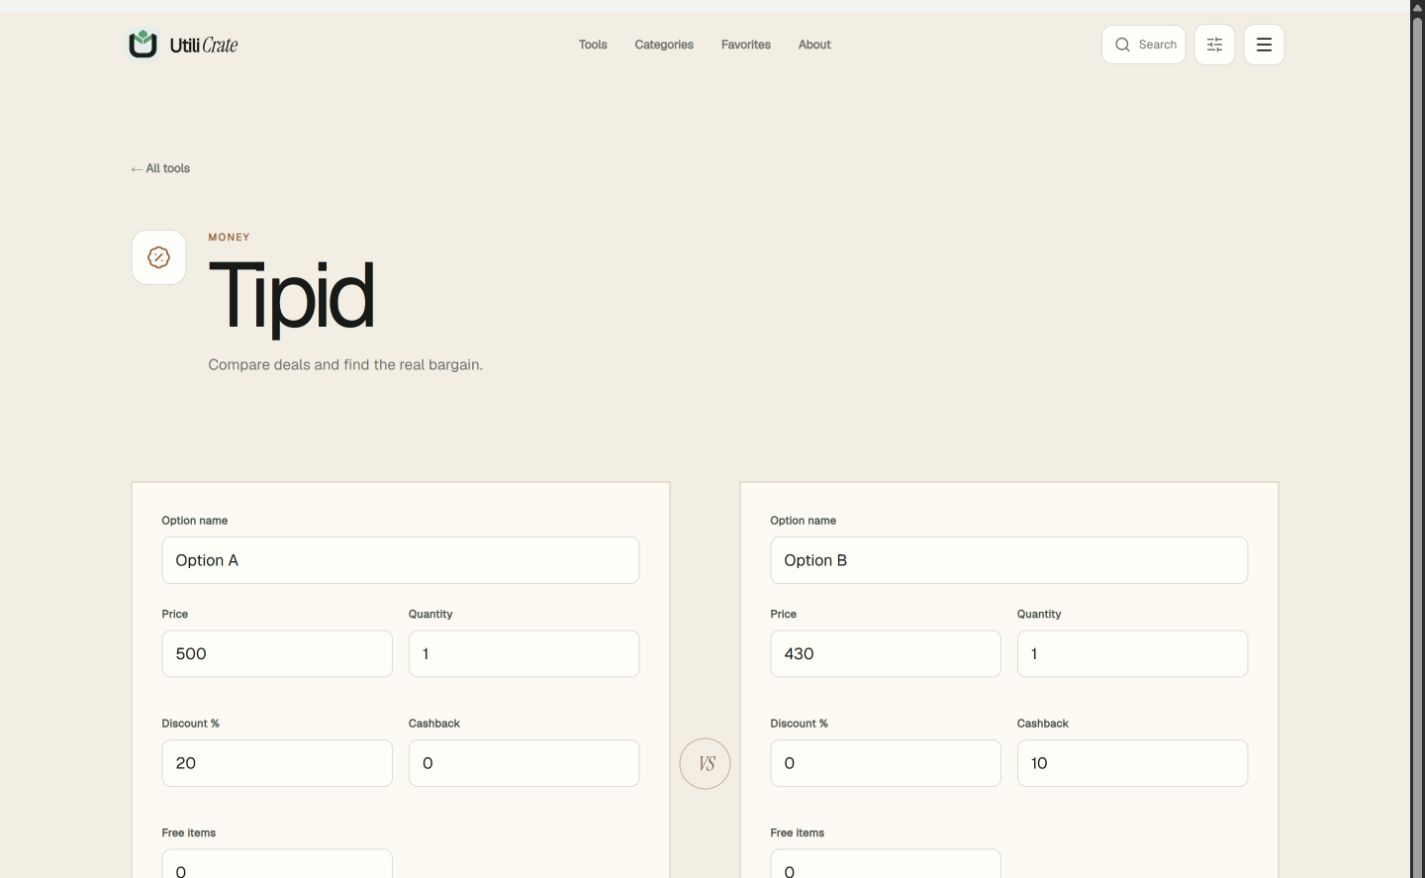 Utili Crate
Tools Categories Favorites About
Search
← All tools
MONEY
Tipid
Compare deals and find the real bargain.
Option name
Option A
Price Quantity
500 1
Discount % Cashback
20 0
Free items
0
VS
Option name
Option B
Price Quantity
430 1
Discount % Cashback
0 10
Free items
0